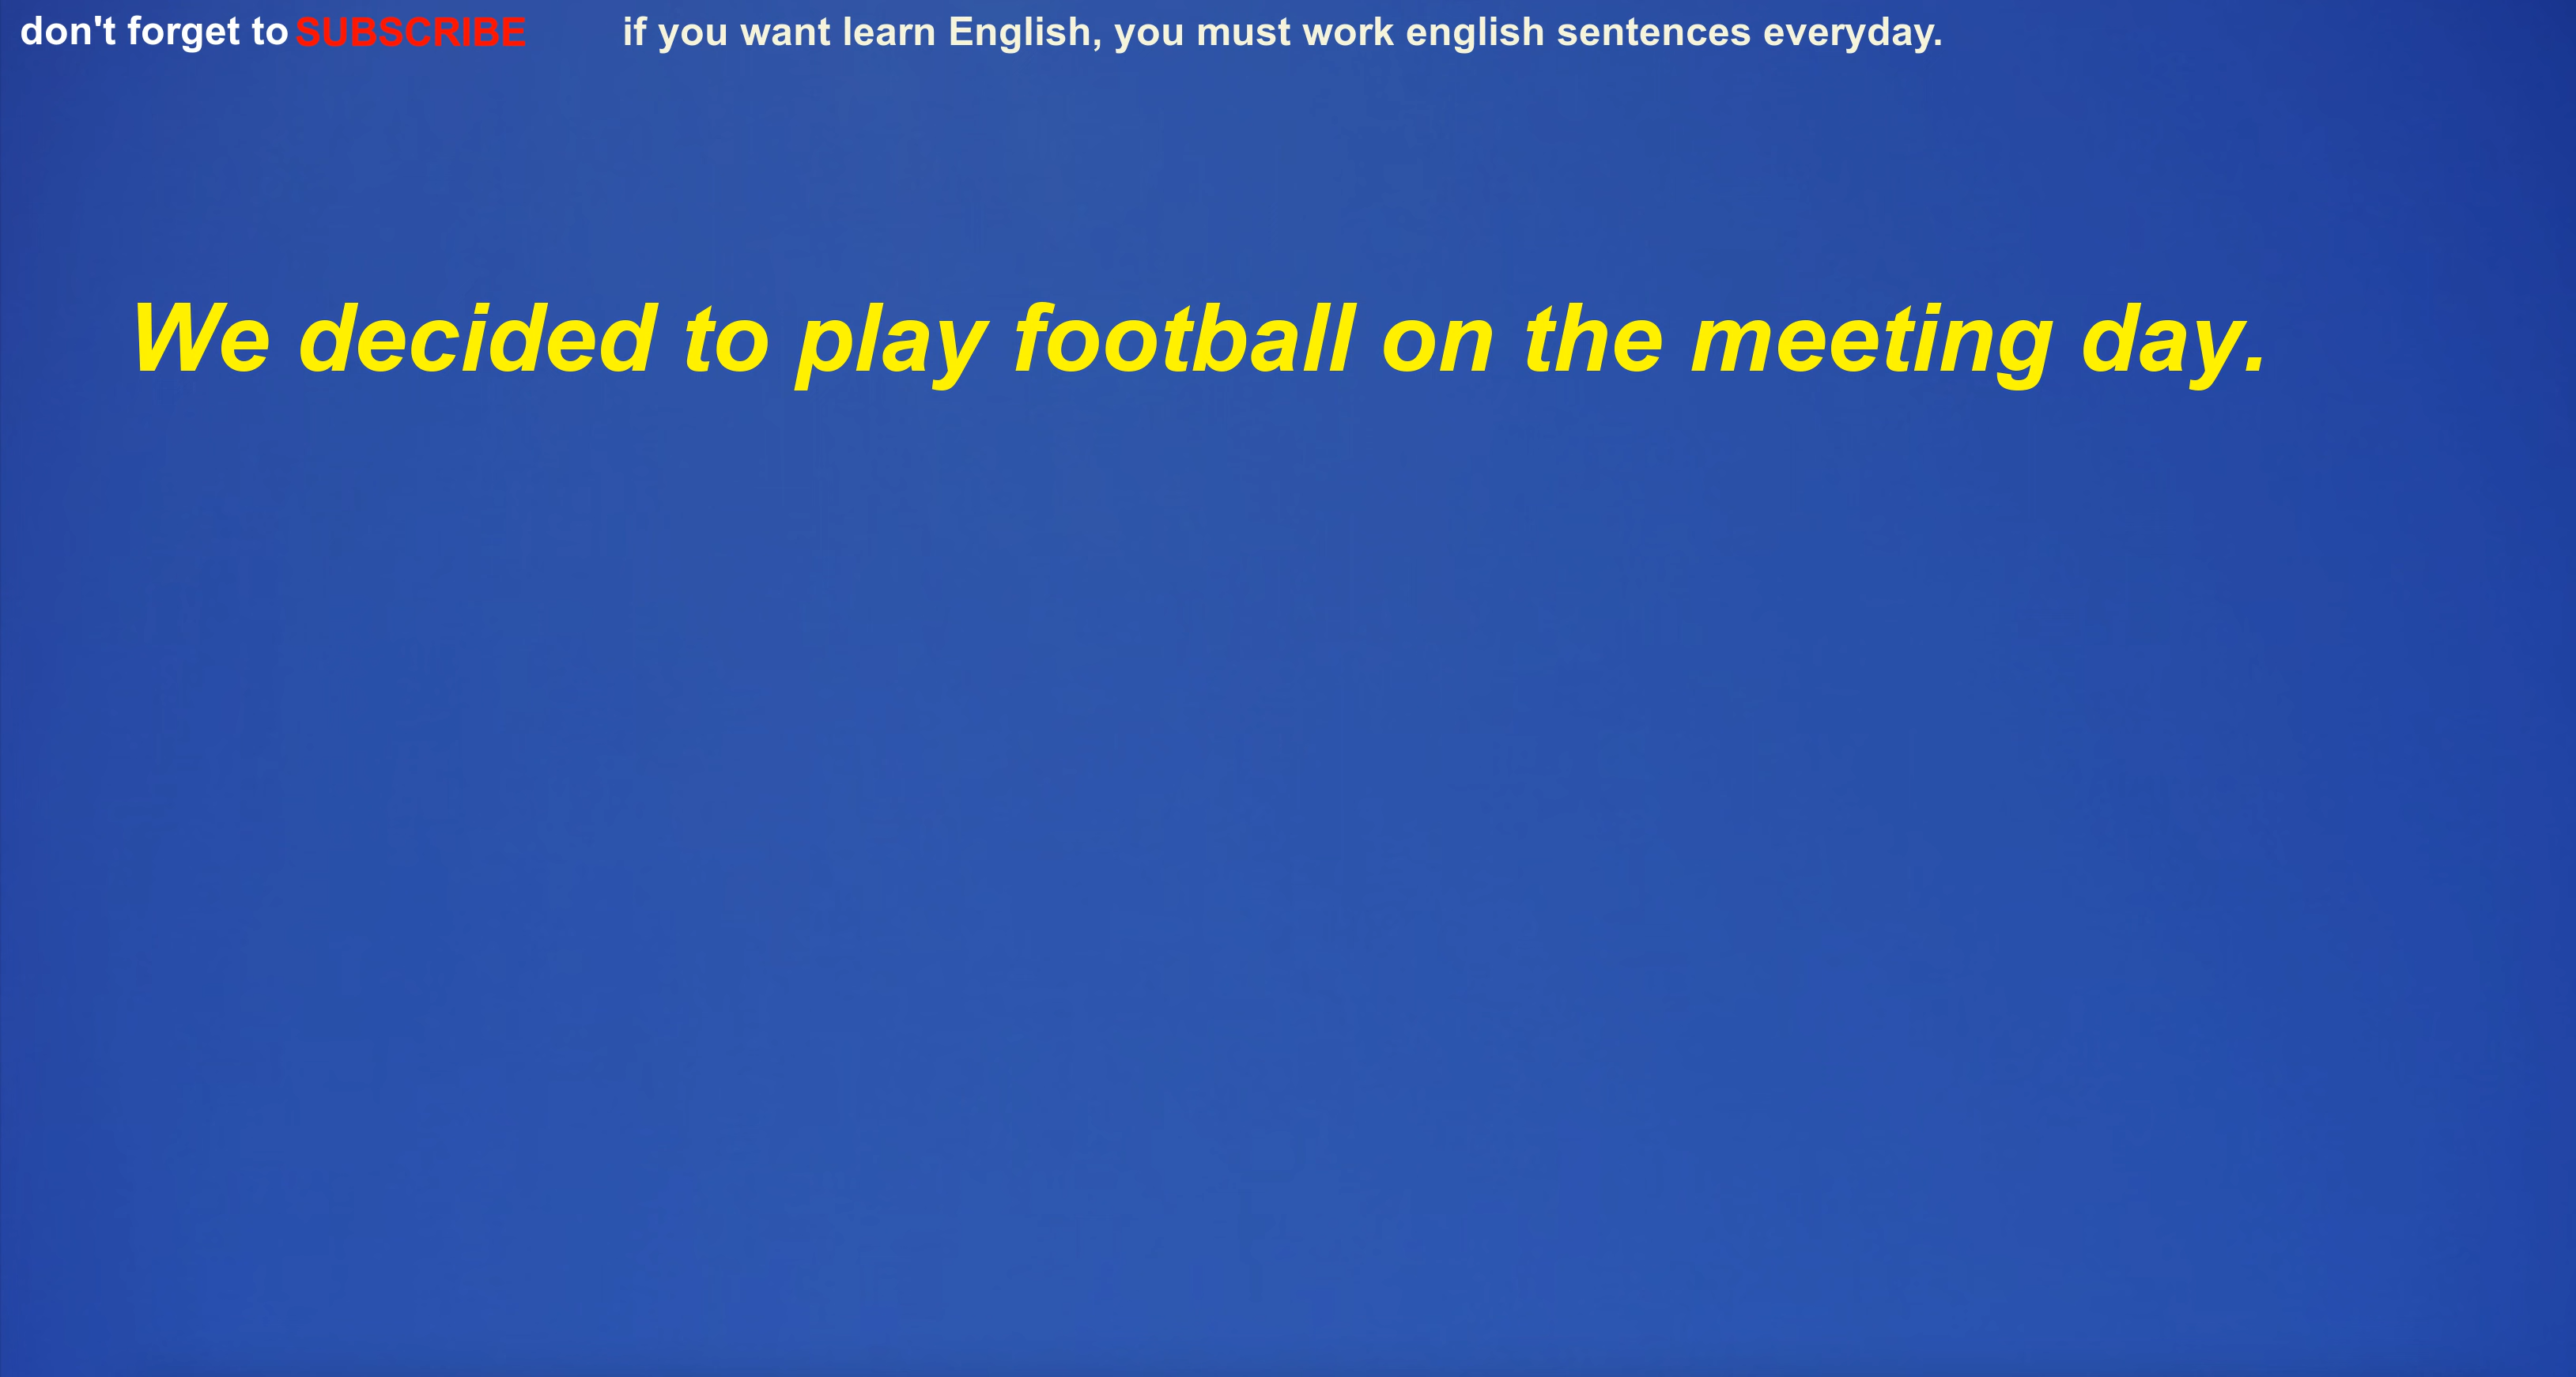 don't forget to SUBSCRIBE if you want learn English, you must work english sentences everyday.
We decided to play football on the meeting day.